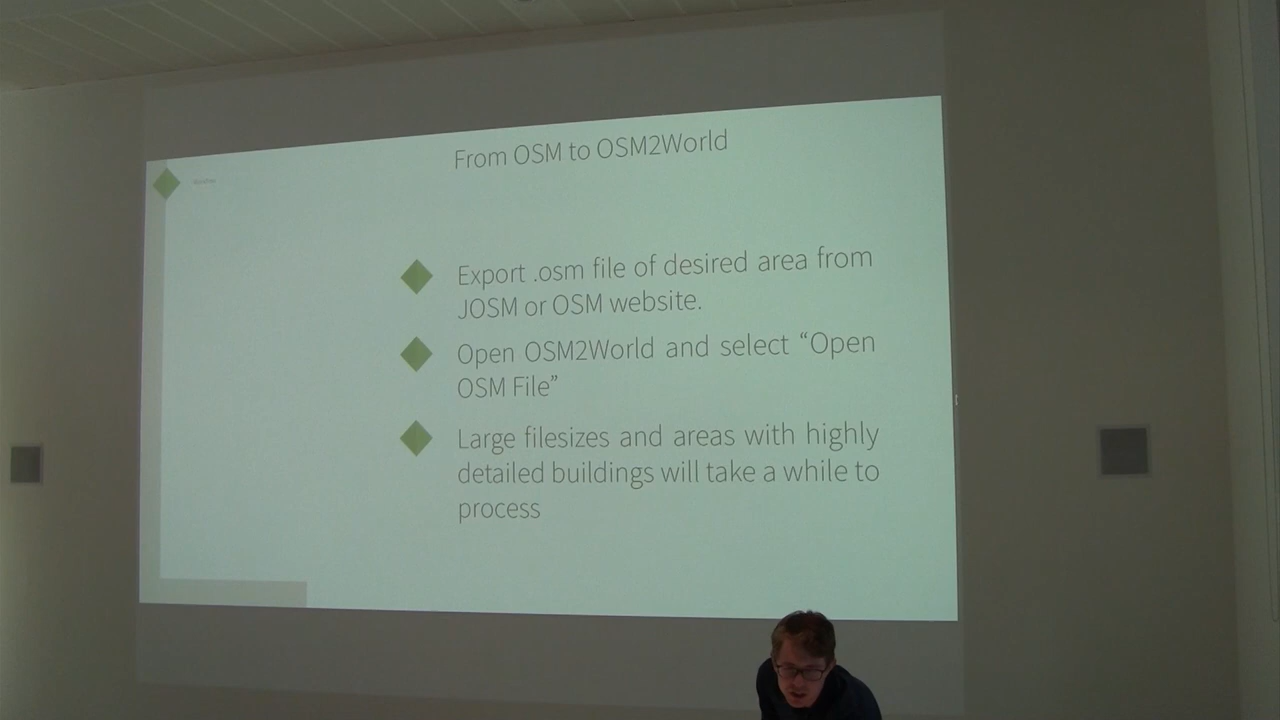 From OSM to OSM2World
Export .osm file of desired area from
JOSM or OSM website.
Open OSM2World and select “Open
OSM File”
Large filesizes and areas with highly
detailed buildings will take a while to
process